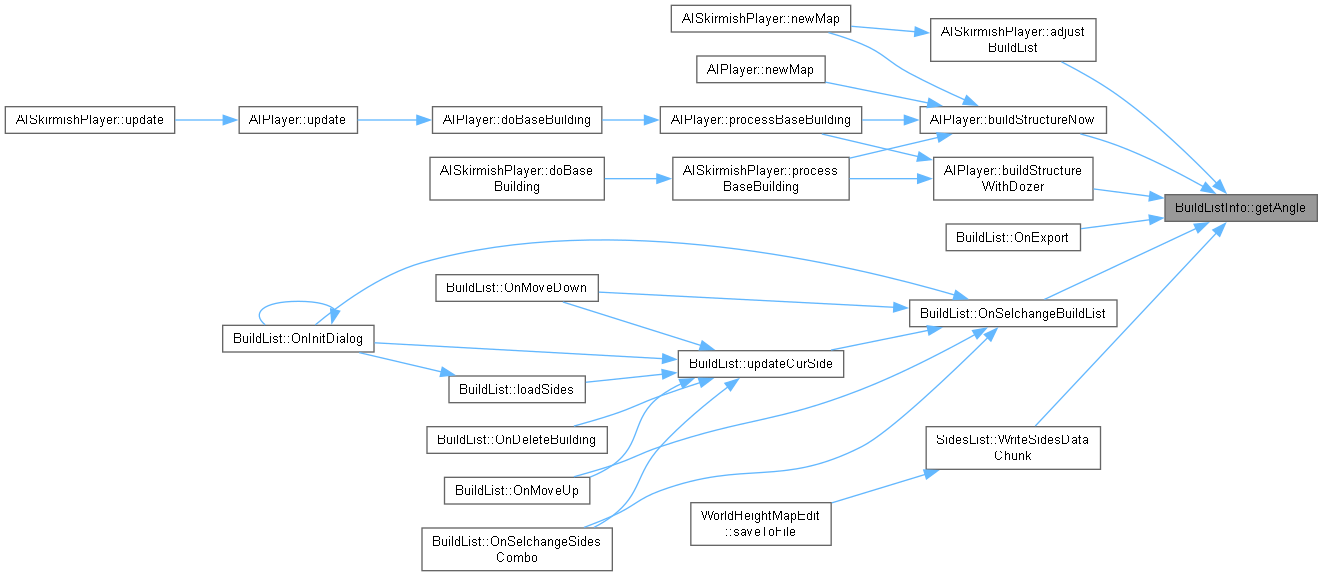 AISkirmishPlayer::newMap
AISkirmishPlayer::adjust
BuildList
AIPlayer::newMap
AISkirmishPlayer::update
AIPlayer::update
AIPlayer::doBaseBuilding
AIPlayer::processBaseBuilding
AIPlayer::buildStructureNow
AISkirmishPlayer::doBase
Building
AISkirmishPlayer::process
BaseBuilding
AIPlayer::buildStructure
WithDozer
BuildListInfo::getAngle
BuildList::OnExport
BuildList::OnMoveDown
BuildList::OnSelchangeBuildList
BuildList::OnInitDialog
BuildList::updateCurSide
BuildList::loadSides
BuildList::OnDeleteBuilding
SidesList::WriteSidesData
Chunk
BuildList::OnMoveUp
WorldHeightMapEdit
::saveToFile
BuildList::OnSelchangeSides
Combo